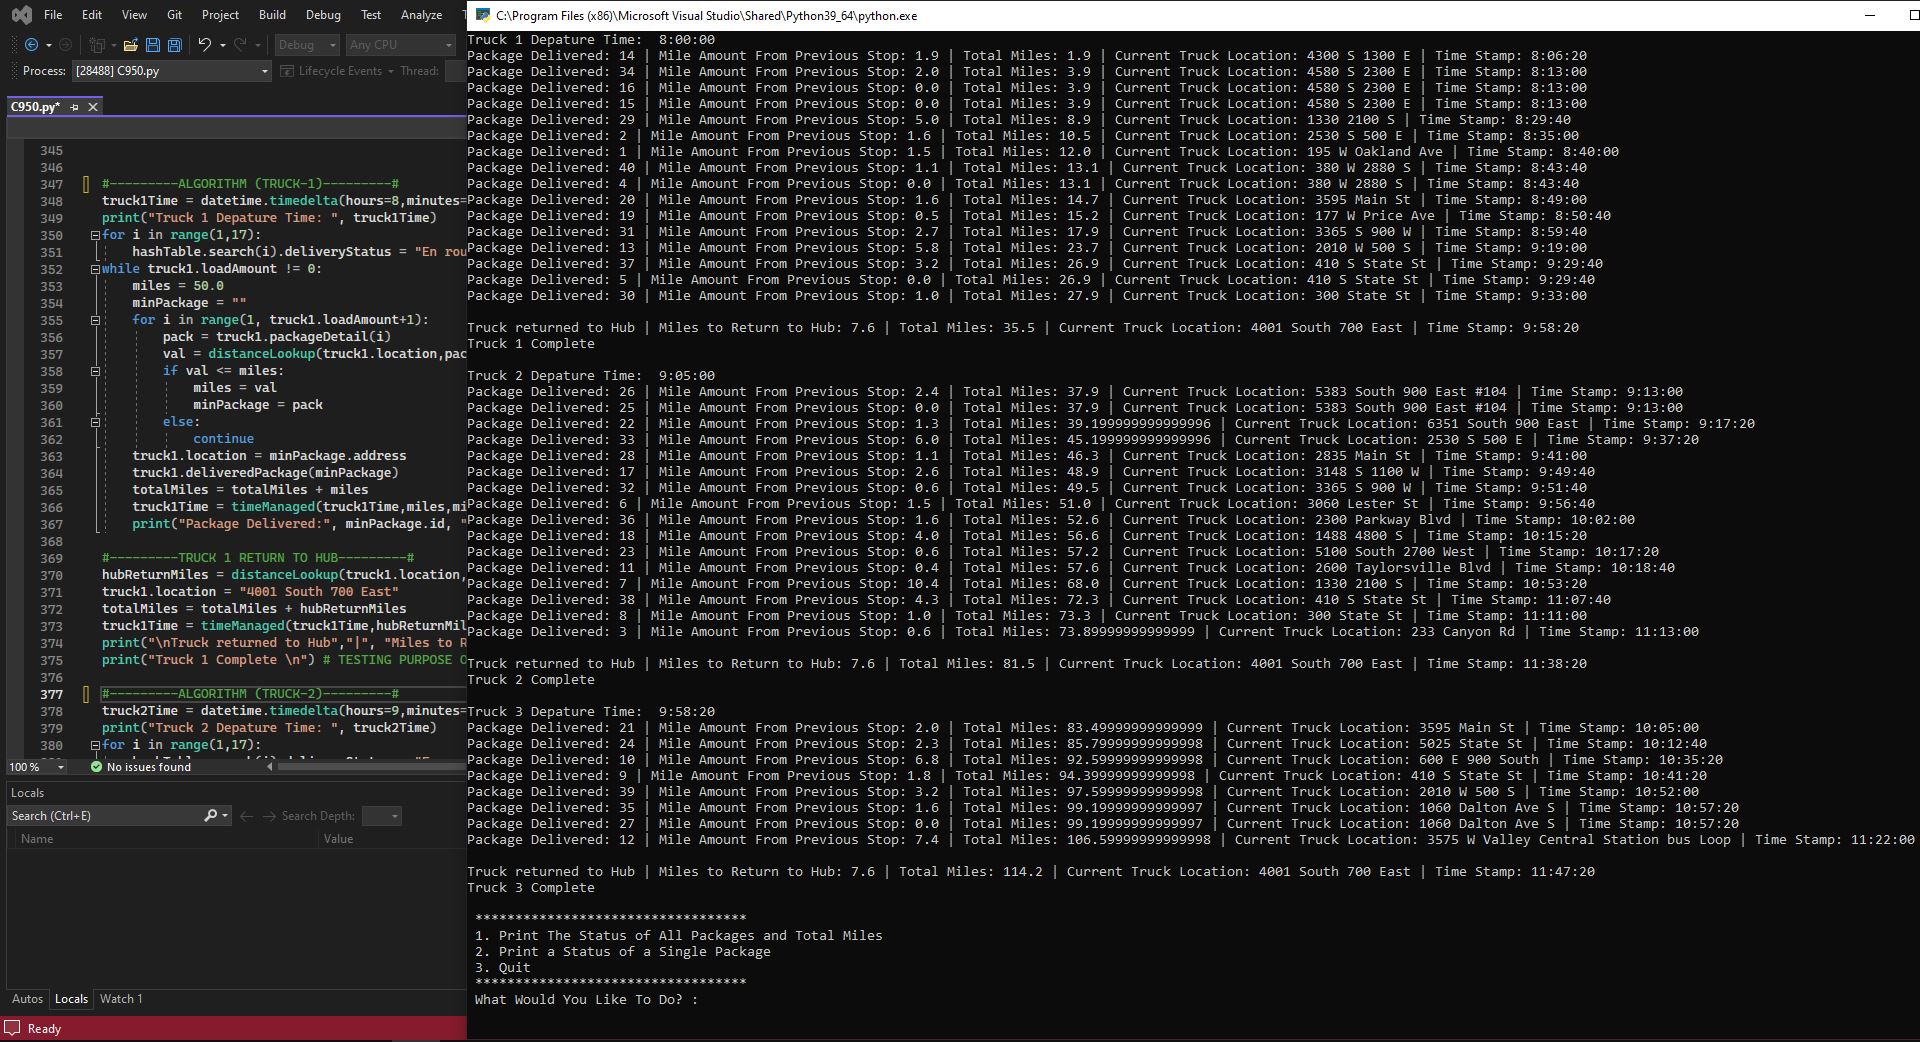 File Edit View Git Project Build Debug Test Analyze
Debug Any CPU
Process: [28488] C950.py Lifecycle Events Thread:
C950.py*
345
346
347 #---------ALGORITHM (TRUCK-1)---------#
348 truck1Time = datetime.timedelta(hours=8,minutes=
349 print("Truck 1 Depature Time: ", truck1Time)
350 for i in range(1,17):
351 hashTable.search(i).deliveryStatus = "En rou
352 while truck1.loadAmount != 0:
353 miles = 50.0
354 minPackage = ""
355 for i in range(1, truck1.loadAmount+1):
356 pack = truck1.packageDetail(i)
357 val = distanceLookup(truck1.location,pac
358 if val <= miles:
359 miles = val
360 minPackage = pack
361 else:
362 continue
363 truck1.location = minPackage.address
364 truck1.deliveredPackage(minPackage)
365 totalMiles = totalMiles + miles
366 truck1Time = timeManaged(truck1Time,miles,mi
367 print("Package Delivered:", minPackage.id, "
368
369 #---------TRUCK 1 RETURN TO HUB---------#
370 hubReturnMiles = distanceLookup(truck1.location,
371 truck1.location = "4001 South 700 East"
372 totalMiles = totalMiles + hubReturnMiles
373 truck1Time = timeManaged(truck1Time,hubReturnMil
374 print("\nTruck returned to Hub","|", "Miles to R
375 print("Truck 1 Complete \n") # TESTING PURPOSE O
376
377 #---------ALGORITHM (TRUCK-2)---------#
378 truck2Time = datetime.timedelta(hours=9,minutes=
379 print("Truck 2 Depature Time: ", truck2Time)
380 for i in range(1,17):
100 % No issues found
Locals
Search (Ctrl+E) Search Depth:
Name Value
Autos Locals Watch 1
Ready
C:\Program Files (x86)\Microsoft Visual Studio\Shared\Python39_64\python.exe
Truck 1 Depature Time:  8:00:00
Package Delivered: 14 | Mile Amount From Previous Stop: 1.9 | Total Miles: 1.9 | Current Truck Location: 4300 S 1300 E | Time Stamp: 8:06:20
Package Delivered: 34 | Mile Amount From Previous Stop: 2.0 | Total Miles: 3.9 | Current Truck Location: 4580 S 2300 E | Time Stamp: 8:13:00
Package Delivered: 16 | Mile Amount From Previous Stop: 0.0 | Total Miles: 3.9 | Current Truck Location: 4580 S 2300 E | Time Stamp: 8:13:00
Package Delivered: 15 | Mile Amount From Previous Stop: 0.0 | Total Miles: 3.9 | Current Truck Location: 4580 S 2300 E | Time Stamp: 8:13:00
Package Delivered: 29 | Mile Amount From Previous Stop: 5.0 | Total Miles: 8.9 | Current Truck Location: 1330 2100 S | Time Stamp: 8:29:40
Package Delivered: 2 | Mile Amount From Previous Stop: 1.6 | Total Miles: 10.5 | Current Truck Location: 2530 S 500 E | Time Stamp: 8:35:00
Package Delivered: 1 | Mile Amount From Previous Stop: 1.5 | Total Miles: 12.0 | Current Truck Location: 195 W Oakland Ave | Time Stamp: 8:40:00
Package Delivered: 40 | Mile Amount From Previous Stop: 1.1 | Total Miles: 13.1 | Current Truck Location: 380 W 2880 S | Time Stamp: 8:43:40
Package Delivered: 4 | Mile Amount From Previous Stop: 0.0 | Total Miles: 13.1 | Current Truck Location: 380 W 2880 S | Time Stamp: 8:43:40
Package Delivered: 20 | Mile Amount From Previous Stop: 1.6 | Total Miles: 14.7 | Current Truck Location: 3595 Main St | Time Stamp: 8:49:00
Package Delivered: 19 | Mile Amount From Previous Stop: 0.5 | Total Miles: 15.2 | Current Truck Location: 177 W Price Ave | Time Stamp: 8:50:40
Package Delivered: 31 | Mile Amount From Previous Stop: 2.7 | Total Miles: 17.9 | Current Truck Location: 3365 S 900 W | Time Stamp: 8:59:40
Package Delivered: 13 | Mile Amount From Previous Stop: 5.8 | Total Miles: 23.7 | Current Truck Location: 2010 W 500 S | Time Stamp: 9:19:00
Package Delivered: 37 | Mile Amount From Previous Stop: 3.2 | Total Miles: 26.9 | Current Truck Location: 410 S State St | Time Stamp: 9:29:40
Package Delivered: 5 | Mile Amount From Previous Stop: 0.0 | Total Miles: 26.9 | Current Truck Location: 410 S State St | Time Stamp: 9:29:40
Package Delivered: 30 | Mile Amount From Previous Stop: 1.0 | Total Miles: 27.9 | Current Truck Location: 300 State St | Time Stamp: 9:33:00
Truck returned to Hub | Miles to Return to Hub: 7.6 | Total Miles: 35.5 | Current Truck Location: 4001 South 700 East | Time Stamp: 9:58:20
Truck 1 Complete
Truck 2 Depature Time:  9:05:00
Package Delivered: 26 | Mile Amount From Previous Stop: 2.4 | Total Miles: 37.9 | Current Truck Location: 5383 South 900 East #104 | Time Stamp: 9:13:00
Package Delivered: 25 | Mile Amount From Previous Stop: 0.0 | Total Miles: 37.9 | Current Truck Location: 5383 South 900 East #104 | Time Stamp: 9:13:00
Package Delivered: 22 | Mile Amount From Previous Stop: 1.3 | Total Miles: 39.199999999999996 | Current Truck Location: 6351 South 900 East | Time Stamp: 9:17:20
Package Delivered: 33 | Mile Amount From Previous Stop: 6.0 | Total Miles: 45.199999999999996 | Current Truck Location: 2530 S 500 E | Time Stamp: 9:37:20
Package Delivered: 28 | Mile Amount From Previous Stop: 1.1 | Total Miles: 46.3 | Current Truck Location: 2835 Main St | Time Stamp: 9:41:00
Package Delivered: 17 | Mile Amount From Previous Stop: 2.6 | Total Miles: 48.9 | Current Truck Location: 3148 S 1100 W | Time Stamp: 9:49:40
Package Delivered: 32 | Mile Amount From Previous Stop: 0.6 | Total Miles: 49.5 | Current Truck Location: 3365 S 900 W | Time Stamp: 9:51:40
Package Delivered: 6 | Mile Amount From Previous Stop: 1.5 | Total Miles: 51.0 | Current Truck Location: 3060 Lester St | Time Stamp: 9:56:40
Package Delivered: 36 | Mile Amount From Previous Stop: 1.6 | Total Miles: 52.6 | Current Truck Location: 2300 Parkway Blvd | Time Stamp: 10:02:00
Package Delivered: 18 | Mile Amount From Previous Stop: 4.0 | Total Miles: 56.6 | Current Truck Location: 1488 4800 S | Time Stamp: 10:15:20
Package Delivered: 23 | Mile Amount From Previous Stop: 0.6 | Total Miles: 57.2 | Current Truck Location: 5100 South 2700 West | Time Stamp: 10:17:20
Package Delivered: 11 | Mile Amount From Previous Stop: 0.4 | Total Miles: 57.6 | Current Truck Location: 2600 Taylorsville Blvd | Time Stamp: 10:18:40
Package Delivered: 7 | Mile Amount From Previous Stop: 10.4 | Total Miles: 68.0 | Current Truck Location: 1330 2100 S | Time Stamp: 10:53:20
Package Delivered: 38 | Mile Amount From Previous Stop: 4.3 | Total Miles: 72.3 | Current Truck Location: 410 S State St | Time Stamp: 11:07:40
Package Delivered: 8 | Mile Amount From Previous Stop: 1.0 | Total Miles: 73.3 | Current Truck Location: 300 State St | Time Stamp: 11:11:00
Package Delivered: 3 | Mile Amount From Previous Stop: 0.6 | Total Miles: 73.89999999999999 | Current Truck Location: 233 Canyon Rd | Time Stamp: 11:13:00
Truck returned to Hub | Miles to Return to Hub: 7.6 | Total Miles: 81.5 | Current Truck Location: 4001 South 700 East | Time Stamp: 11:38:20
Truck 2 Complete
Truck 3 Depature Time:  9:58:20
Package Delivered: 21 | Mile Amount From Previous Stop: 2.0 | Total Miles: 83.49999999999999 | Current Truck Location: 3595 Main St | Time Stamp: 10:05:00
Package Delivered: 24 | Mile Amount From Previous Stop: 2.3 | Total Miles: 85.79999999999998 | Current Truck Location: 5025 State St | Time Stamp: 10:12:40
Package Delivered: 10 | Mile Amount From Previous Stop: 6.8 | Total Miles: 92.59999999999998 | Current Truck Location: 600 E 900 South | Time Stamp: 10:35:20
Package Delivered: 9 | Mile Amount From Previous Stop: 1.8 | Total Miles: 94.39999999999998 | Current Truck Location: 410 S State St | Time Stamp: 10:41:20
Package Delivered: 39 | Mile Amount From Previous Stop: 3.2 | Total Miles: 97.59999999999998 | Current Truck Location: 2010 W 500 S | Time Stamp: 10:52:00
Package Delivered: 35 | Mile Amount From Previous Stop: 1.6 | Total Miles: 99.19999999999997 | Current Truck Location: 1060 Dalton Ave S | Time Stamp: 10:57:20
Package Delivered: 27 | Mile Amount From Previous Stop: 0.0 | Total Miles: 99.19999999999997 | Current Truck Location: 1060 Dalton Ave S | Time Stamp: 10:57:20
Package Delivered: 12 | Mile Amount From Previous Stop: 7.4 | Total Miles: 106.59999999999998 | Current Truck Location: 3575 W Valley Central Station bus Loop | Time Stamp: 11:22:00
Truck returned to Hub | Miles to Return to Hub: 7.6 | Total Miles: 114.2 | Current Truck Location: 4001 South 700 East | Time Stamp: 11:47:20
Truck 3 Complete
**********************************
1. Print The Status of All Packages and Total Miles
2. Print a Status of a Single Package
3. Quit
**********************************
What Would You Like To Do? :